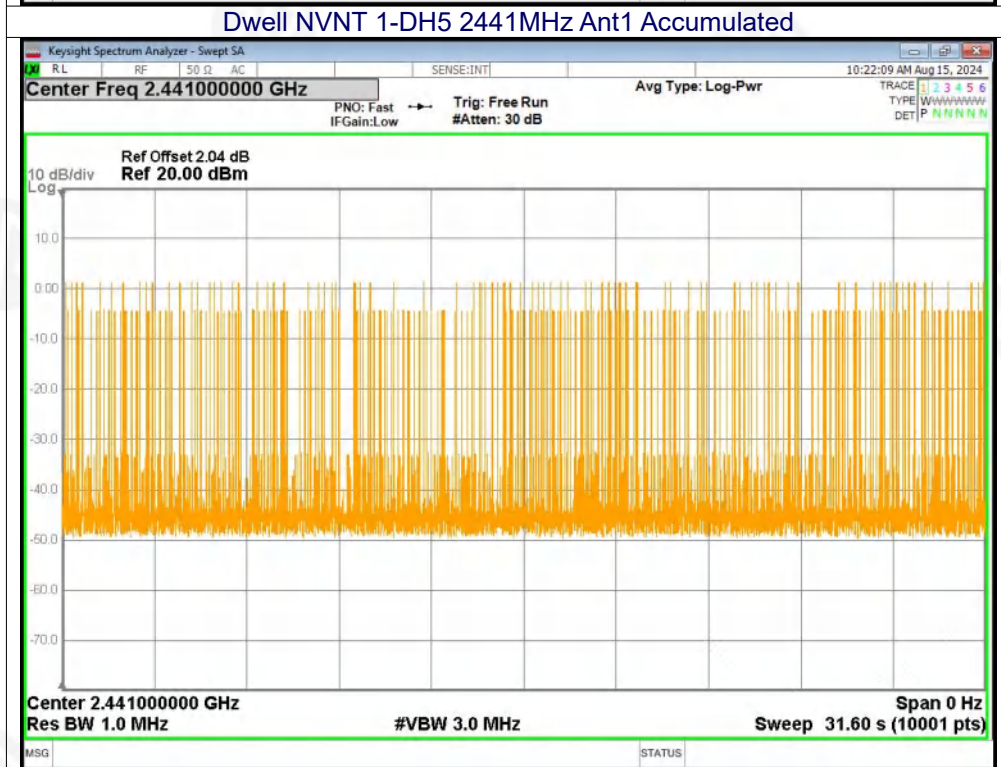 Dwell NVNT 1-DH5 2441MHz Ant1 Accumulated
Keysight Spectrum Analyzer - Swept SA
LXI RL RF 50 Ω AC SENSE:INT 10:22:09 AM Aug 15, 2024
Center Freq 2.441000000 GHz Avg Type: Log-Pwr TRACE 1 2 3 4 5 6
PNO: Fast Trig: Free Run TYPE WWWWWWW
IFGain:Low #Atten: 30 dB DET P N N N N N
Ref Offset 2.04 dB
10 dB/div Ref 20.00 dBm
Log
10.0
0.00
-10.0
-20.0
-30.0
-40.0
-50.0
-60.0
-70.0
Center 2.441000000 GHz Span 0 Hz
Res BW 1.0 MHz #VBW 3.0 MHz Sweep 31.60 s (10001 pts)
MSG STATUS